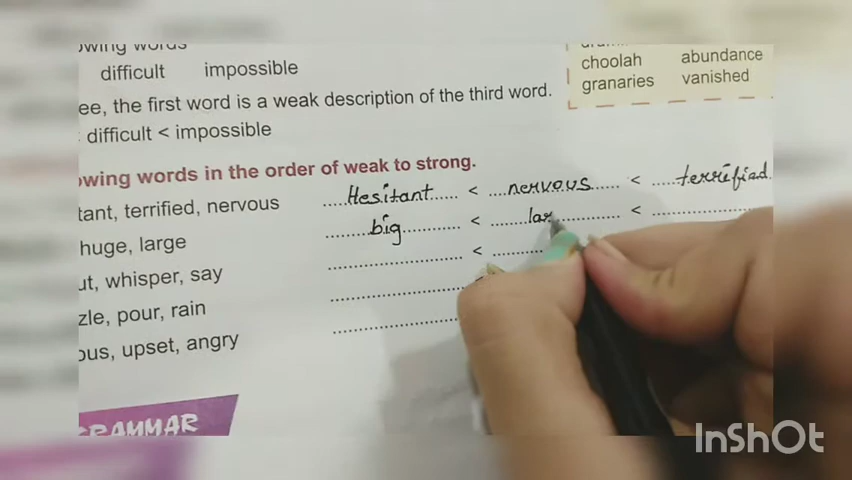 owing words
difficult impossible
ee, the first word is a weak description of the third word.
difficult < impossible
choolah abundance
granaries vanished
owing words in the order of weak to strong.
tant, terrified, nervous Hesitant < nervous < terrifiad
huge, large big < lar <
ut, whisper, say <
zle, pour, rain
ous, upset, angry
GRAMMAR
InShOt